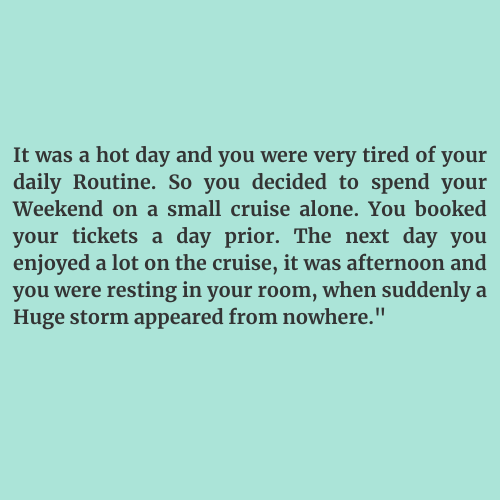 It was a hot day and you were very tired of your
daily Routine. So you decided to spend your
Weekend on a small cruise alone. You booked
your tickets a day prior. The next day you
enjoyed a lot on the cruise, it was afternoon and
you were resting in your room, when suddenly a
Huge storm appeared from nowhere."